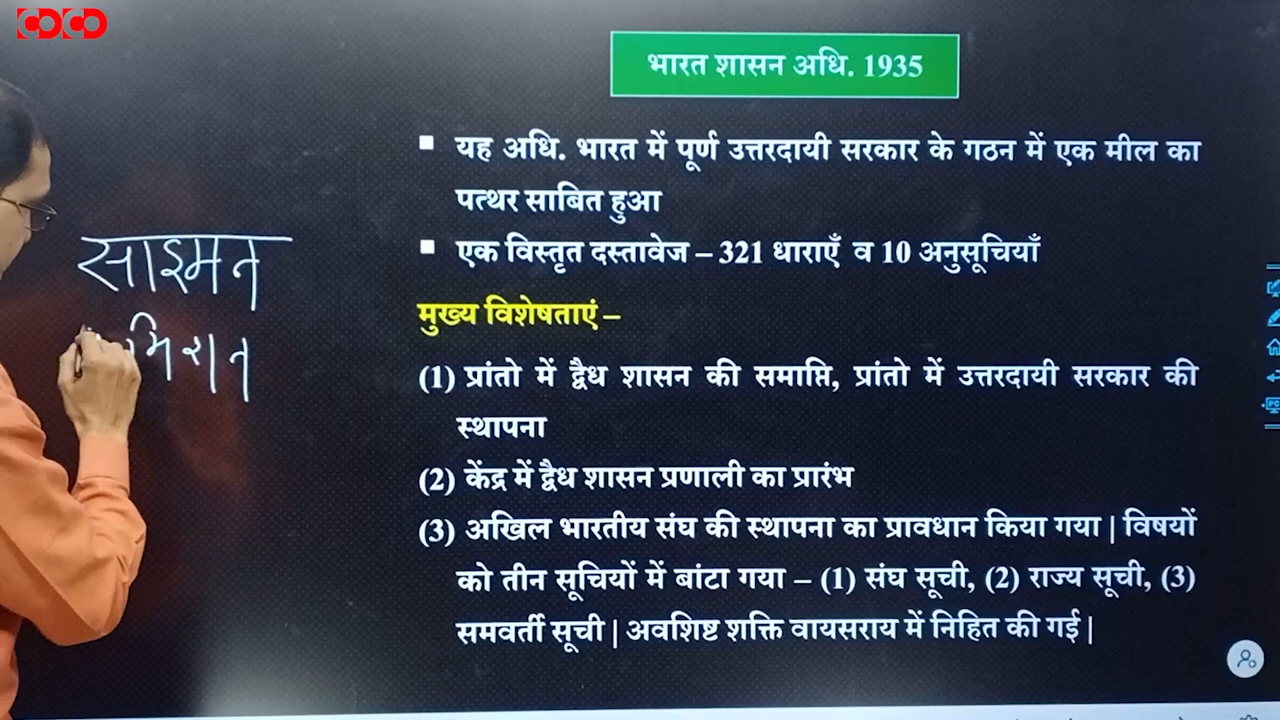 COCO
भारत शासन अधि. 1935
▪ यह अधि. भारत में पूर्ण उत्तरदायी सरकार के गठन में एक मील का
पत्थर साबित हुआ
▪ एक विस्तृत दस्तावेज – 321 धाराएँ व 10 अनुसूचियाँ
मुख्य विशेषताएं –
(1) प्रांतो में द्वैध शासन की समाप्ति, प्रांतो में उत्तरदायी सरकार की
स्थापना
(2) केंद्र में द्वैध शासन प्रणाली का प्रारंभ
(3) अखिल भारतीय संघ की स्थापना का प्रावधान किया गया | विषयों
को तीन सूचियों में बांटा गया – (1) संघ सूची, (2) राज्य सूची, (3)
समवर्ती सूची | अवशिष्ट शक्ति वायसराय में निहित की गई |
साइमन